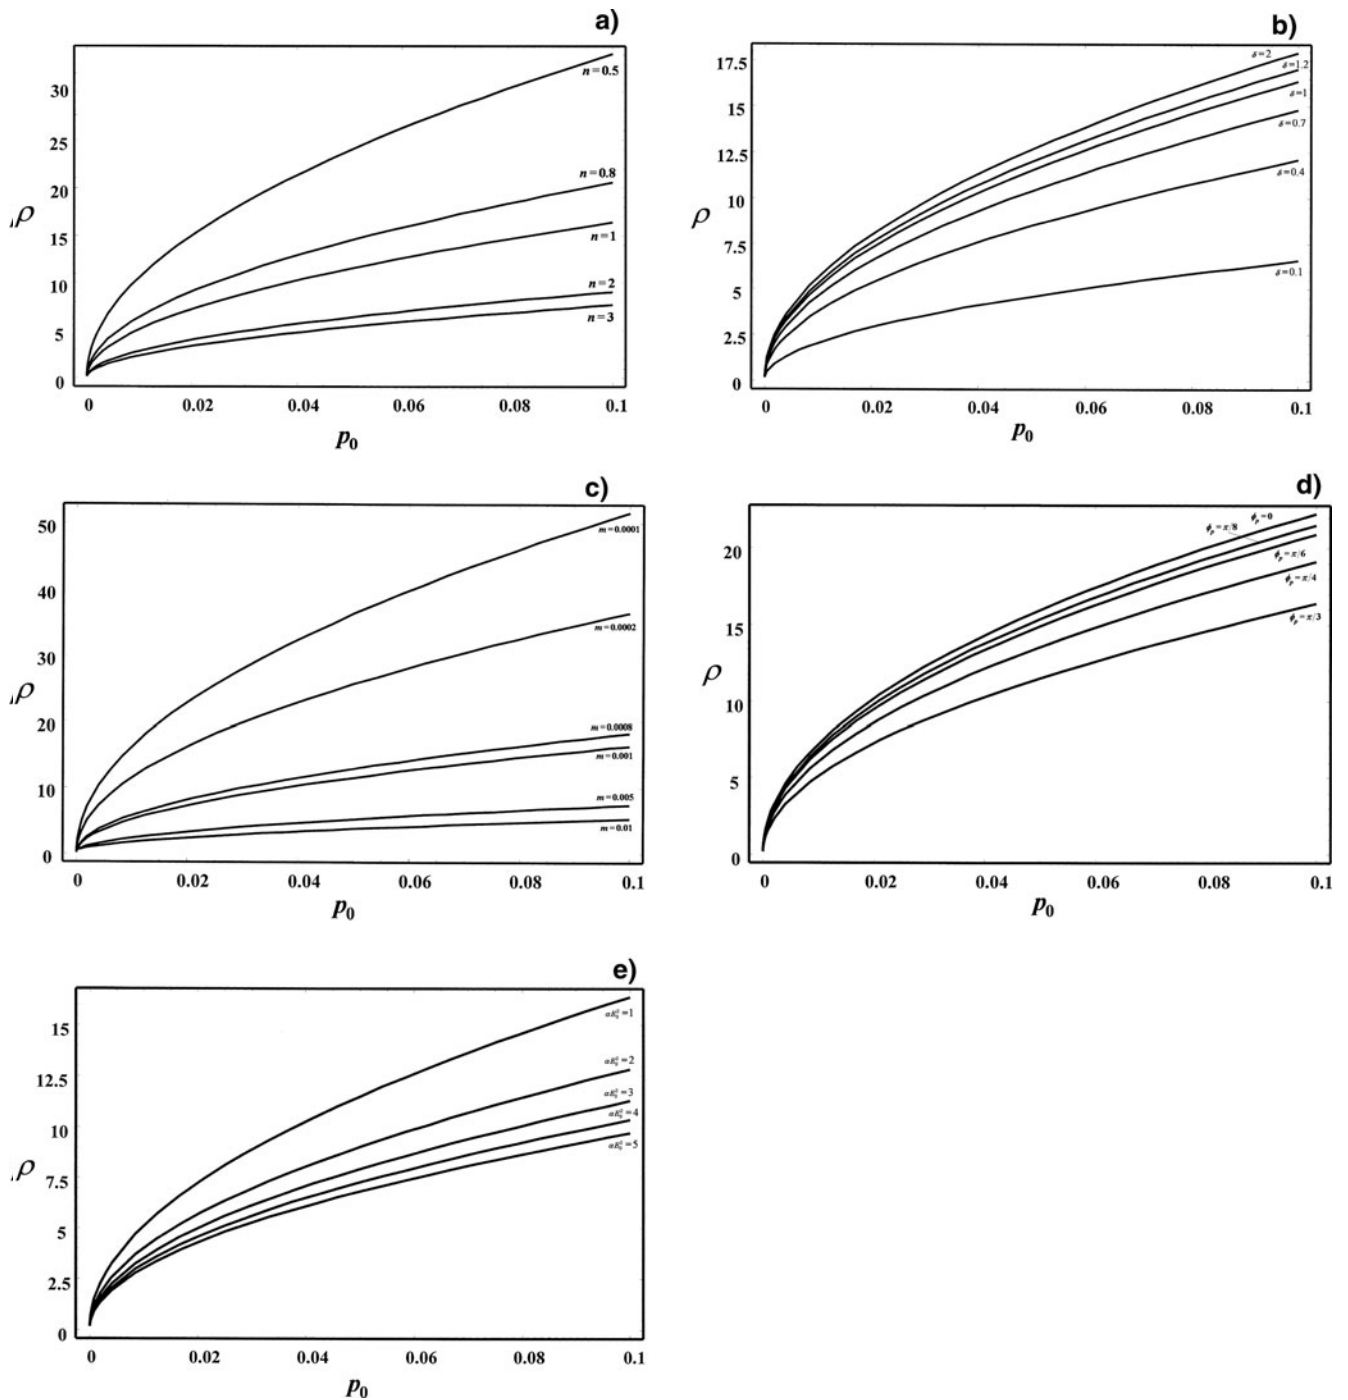 a)
30
25
20
15
10
5
0
ρ
n=0.5
n=0.8
n=1
n=2
n=3
0 0.02 0.04 0.06 0.08 0.1
p₀
b)
17.5
15
12.5
10
7.5
5
2.5
0
ρ
δ=2
δ=1.2
δ=1
δ=0.7
δ=0.4
δ=0.1
0 0.02 0.04 0.06 0.08 0.1
p₀
c)
50
40
30
20
10
0
ρ
m=0.0001
m=0.0002
m=0.0008
m=0.001
m=0.005
m=0.01
0 0.02 0.04 0.06 0.08 0.1
p₀
d)
20
15
10
5
0
ρ
ϕₚ=0
ϕₚ=π/8
ϕₚ=π/6
ϕₚ=π/4
ϕₚ=π/3
0 0.02 0.04 0.06 0.08 0.1
p₀
e)
15
12.5
10
7.5
5
2.5
0
ρ
αE₀²=1
αE₀²=2
αE₀²=3
αE₀²=4
αE₀²=5
0 0.02 0.04 0.06 0.08 0.1
p₀